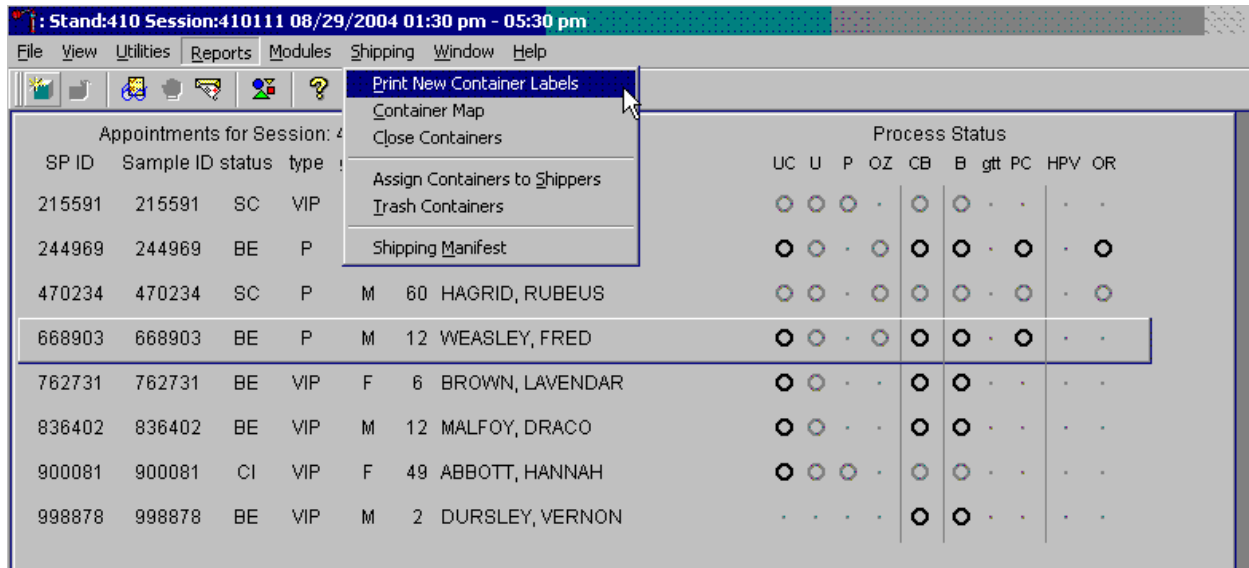 : Stand:410 Session:410111 08/29/2004 01:30 pm - 05:30 pm
File View Utilities Reports Modules Shipping Window Help
Print New Container Labels
Container Map
Close Containers
Assign Containers to Shippers
Trash Containers
Shipping Manifest
Appointments for Session: Process Status
SP ID Sample ID status type UC U P OZ CB B gtt PC HPV OR
215591 215591 SC VIP
244969 244969 BE P
470234 470234 SC P M 60 HAGRID, RUBEUS
668903 668903 BE P M 12 WEASLEY, FRED
762731 762731 BE VIP F 6 BROWN, LAVENDAR
836402 836402 BE VIP M 12 MALFOY, DRACO
900081 900081 CI VIP F 49 ABBOTT, HANNAH
998878 998878 BE VIP M 2 DURSLEY, VERNON